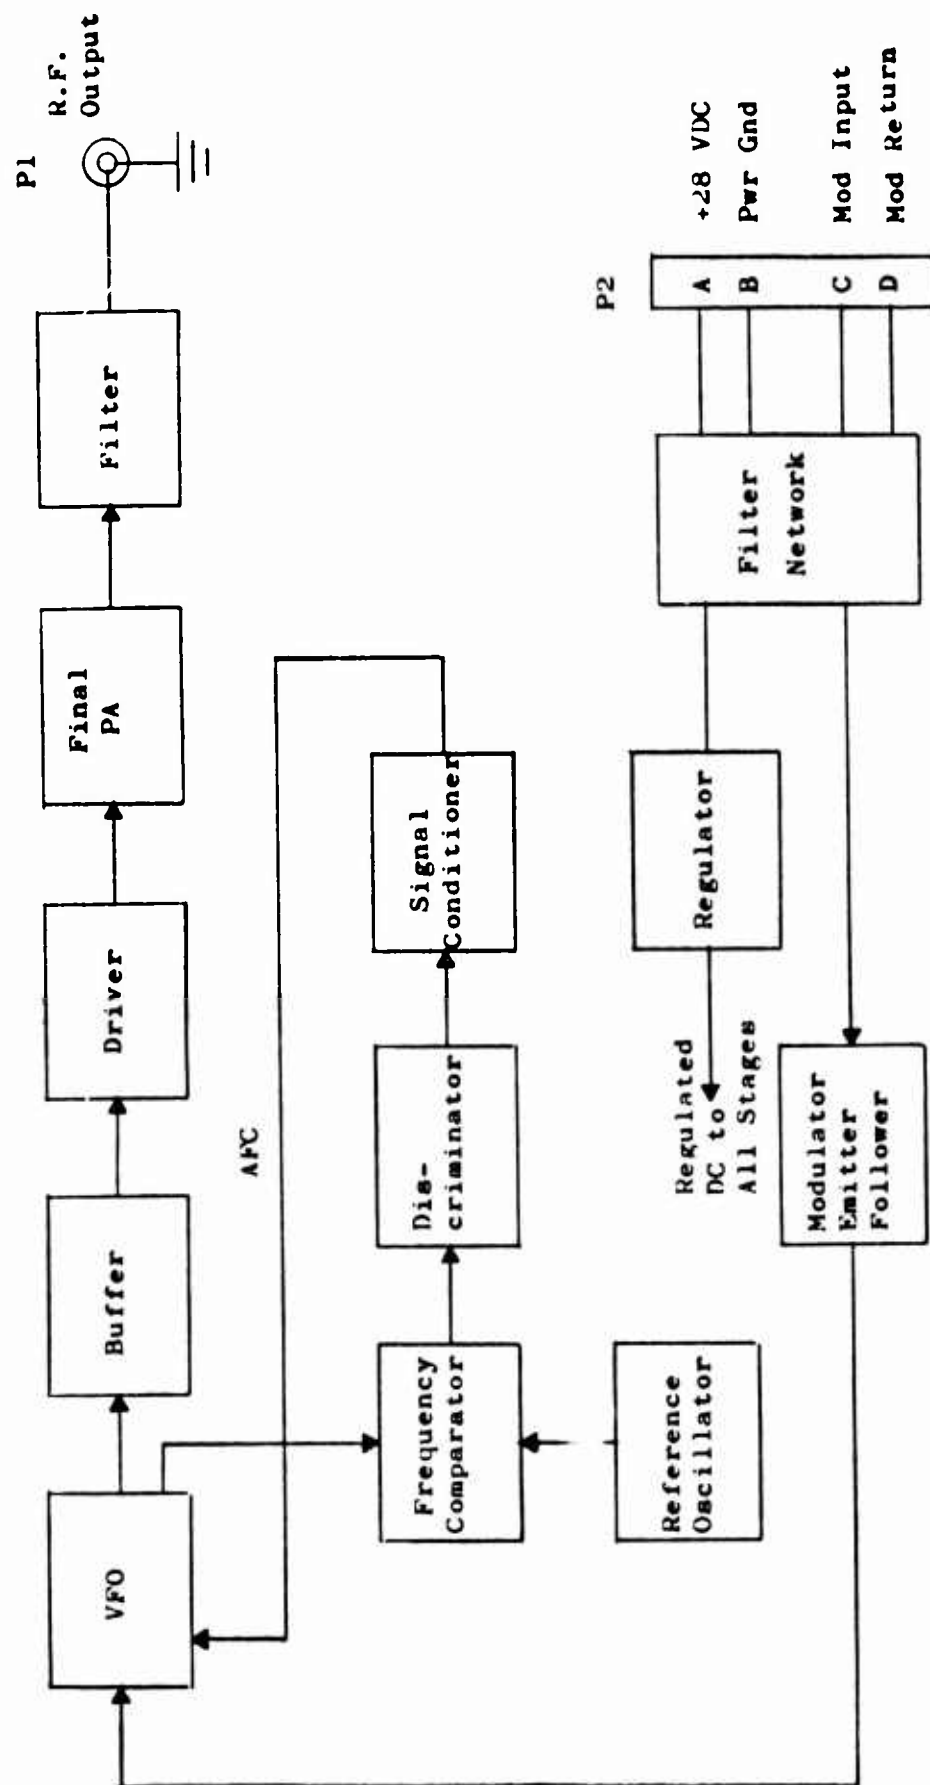 VFO
Buffer
Driver
Final
PA
Filter
P1
R.F.
Output
AFC
Frequency
Comparator
Dis-
criminator
Signal
Conditioner
Reference
Oscillator
Regulated
DC to
All Stages
Regulator
Modulator
Emitter
Follower
Filter
Network
P2
A
B
C
D
+28 VDC
Pwr Gnd
Mod Input
Mod Return